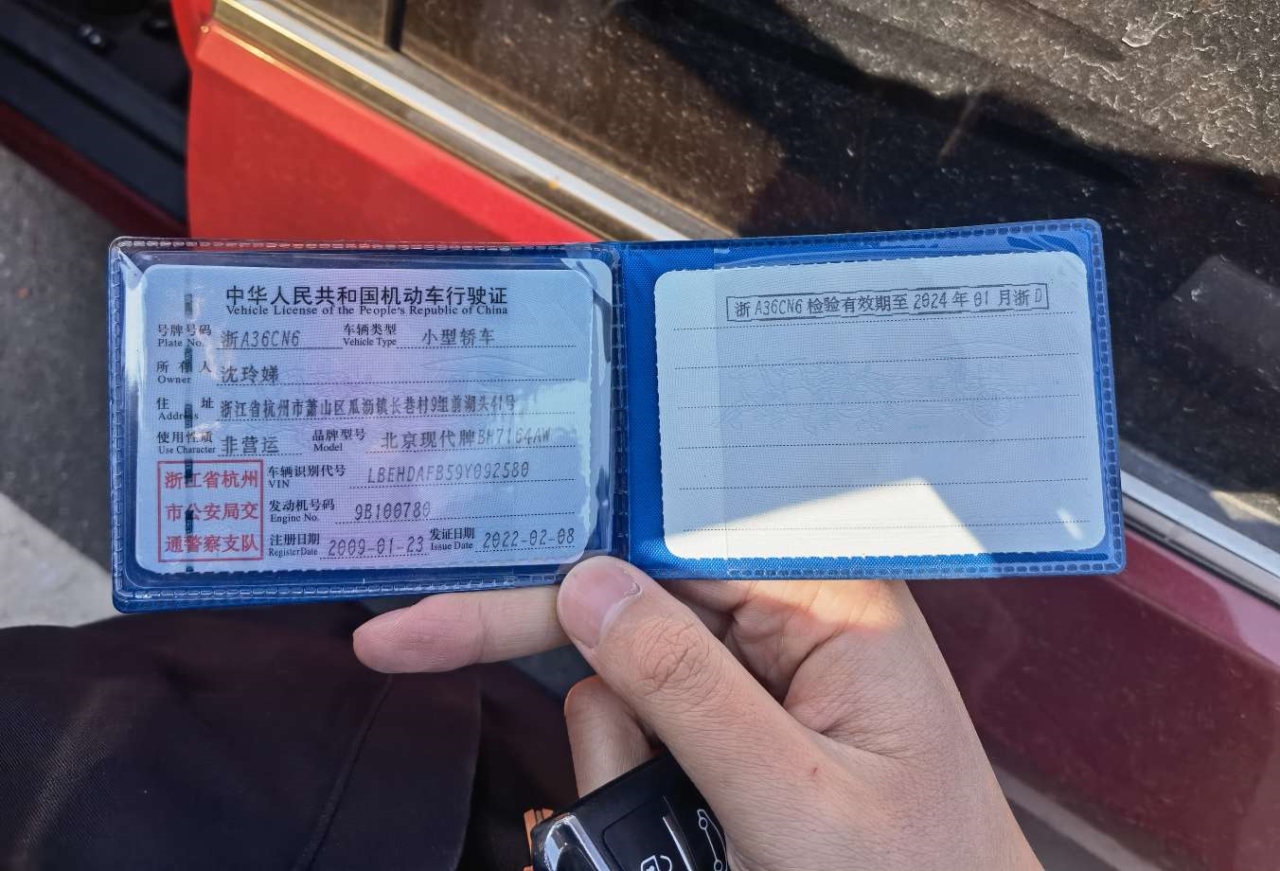 中华人民共和国机动车行驶证
Vehicle License of the People's Republic of China
号牌号码 浙A36CN6 车辆类型 小型轿车
Plate No. Vehicle Type
所有人 沈玲娣
Owner
住址 浙江省杭州市萧山区瓜沥镇长巷村9组前湖头41号
Address
使用性质 非营运 品牌型号 北京现代牌BH7164AW
Use Character Model
浙江省杭州
市公安局交
通警察支队
车辆识别代号 LBEHDAFB59Y092580
VIN
发动机号码 9B100780
Engine No.
注册日期 2009-01-23 发证日期 2022-02-08
Register Date Issue Date
浙A36CN6检验有效期至2024年01月浙D